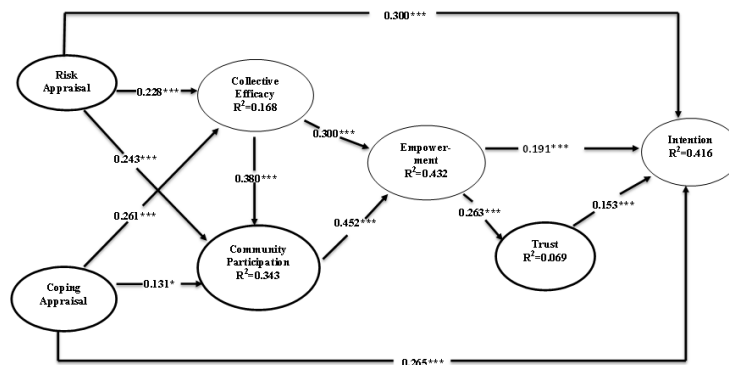 0.300***
Risk
Appraisal
0.228***
Collective
Efficacy
R²=0.168
0.300***
Empower-
ment
R²=0.432
0.191***
Intention
R²=0.416
0.243***
0.380***
0.261***
0.452***
0.263***
0.153***
Community
Participation
R²=0.343
Trust
R²=0.069
Coping
Appraisal
0.131*
0.265***